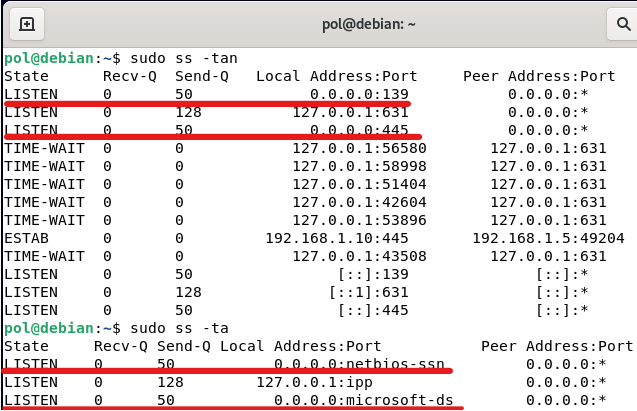 pol@debian: ~
pol@debian:~$ sudo ss -tan
State Recv-Q Send-Q Local Address:Port Peer Address:Port
LISTEN 0 50 0.0.0.0:139 0.0.0.0:*
LISTEN 0 128 127.0.0.1:631 0.0.0.0:*
LISTEN 0 50 0.0.0.0:445 0.0.0.0:*
TIME-WAIT 0 0 127.0.0.1:56580 127.0.0.1:631
TIME-WAIT 0 0 127.0.0.1:58998 127.0.0.1:631
TIME-WAIT 0 0 127.0.0.1:51404 127.0.0.1:631
TIME-WAIT 0 0 127.0.0.1:42604 127.0.0.1:631
TIME-WAIT 0 0 127.0.0.1:53896 127.0.0.1:631
ESTAB 0 0 192.168.1.10:445 192.168.1.5:49204
TIME-WAIT 0 0 127.0.0.1:43508 127.0.0.1:631
LISTEN 0 50 [::]:139 [::]:*
LISTEN 0 128 [::1]:631 [::]:*
LISTEN 0 50 [::]:445 [::]:*
pol@debian:~$ sudo ss -ta
State Recv-Q Send-Q Local Address:Port Peer Address:Port
LISTEN 0 50 0.0.0.0:netbios-ssn 0.0.0.0:*
LISTEN 0 128 127.0.0.1:ipp 0.0.0.0:*
LISTEN 0 50 0.0.0.0:microsoft-ds 0.0.0.0:*